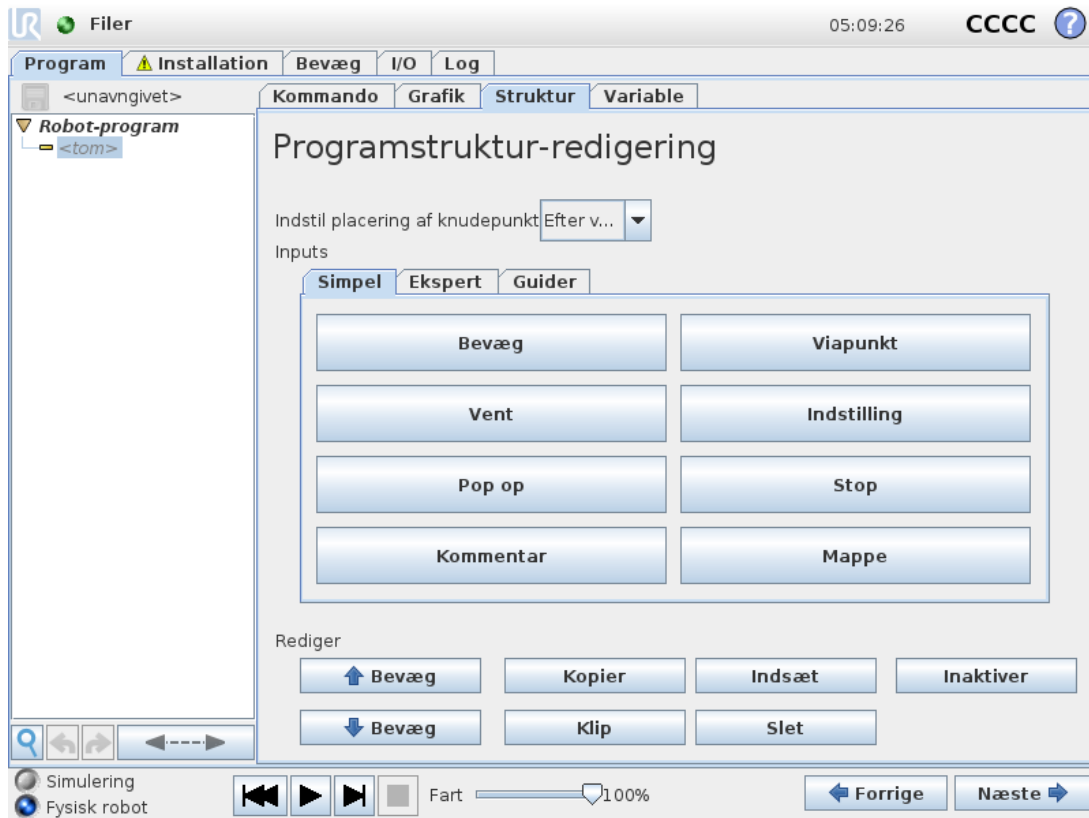 UR Filer 05:09:26 CCCC ?
Program Installation Bevæg I/O Log
<unavngivet> Kommando Grafik Struktur Variable
Robot-program
<tom>
Programstruktur-redigering
Indstil placering af knudepunkt Efter v...
Inputs
Simpel Ekspert Guider
Bevæg Viapunkt
Vent Indstilling
Pop op Stop
Kommentar Mappe
Rediger
Bevæg Kopier Indsæt Inaktiver
Bevæg Klip Slet
Simulering
Fysisk robot
Fart 100% Forrige Næste